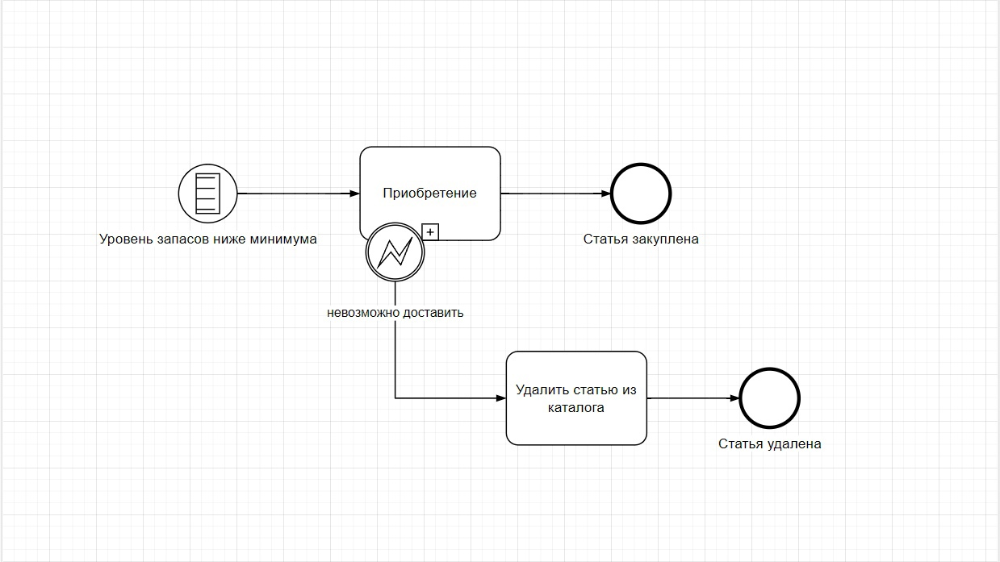 Приобретение
Уровень запасов ниже минимума
Статья закуплена
невозможно доставить
Удалить статью из
каталога
Статья удалена